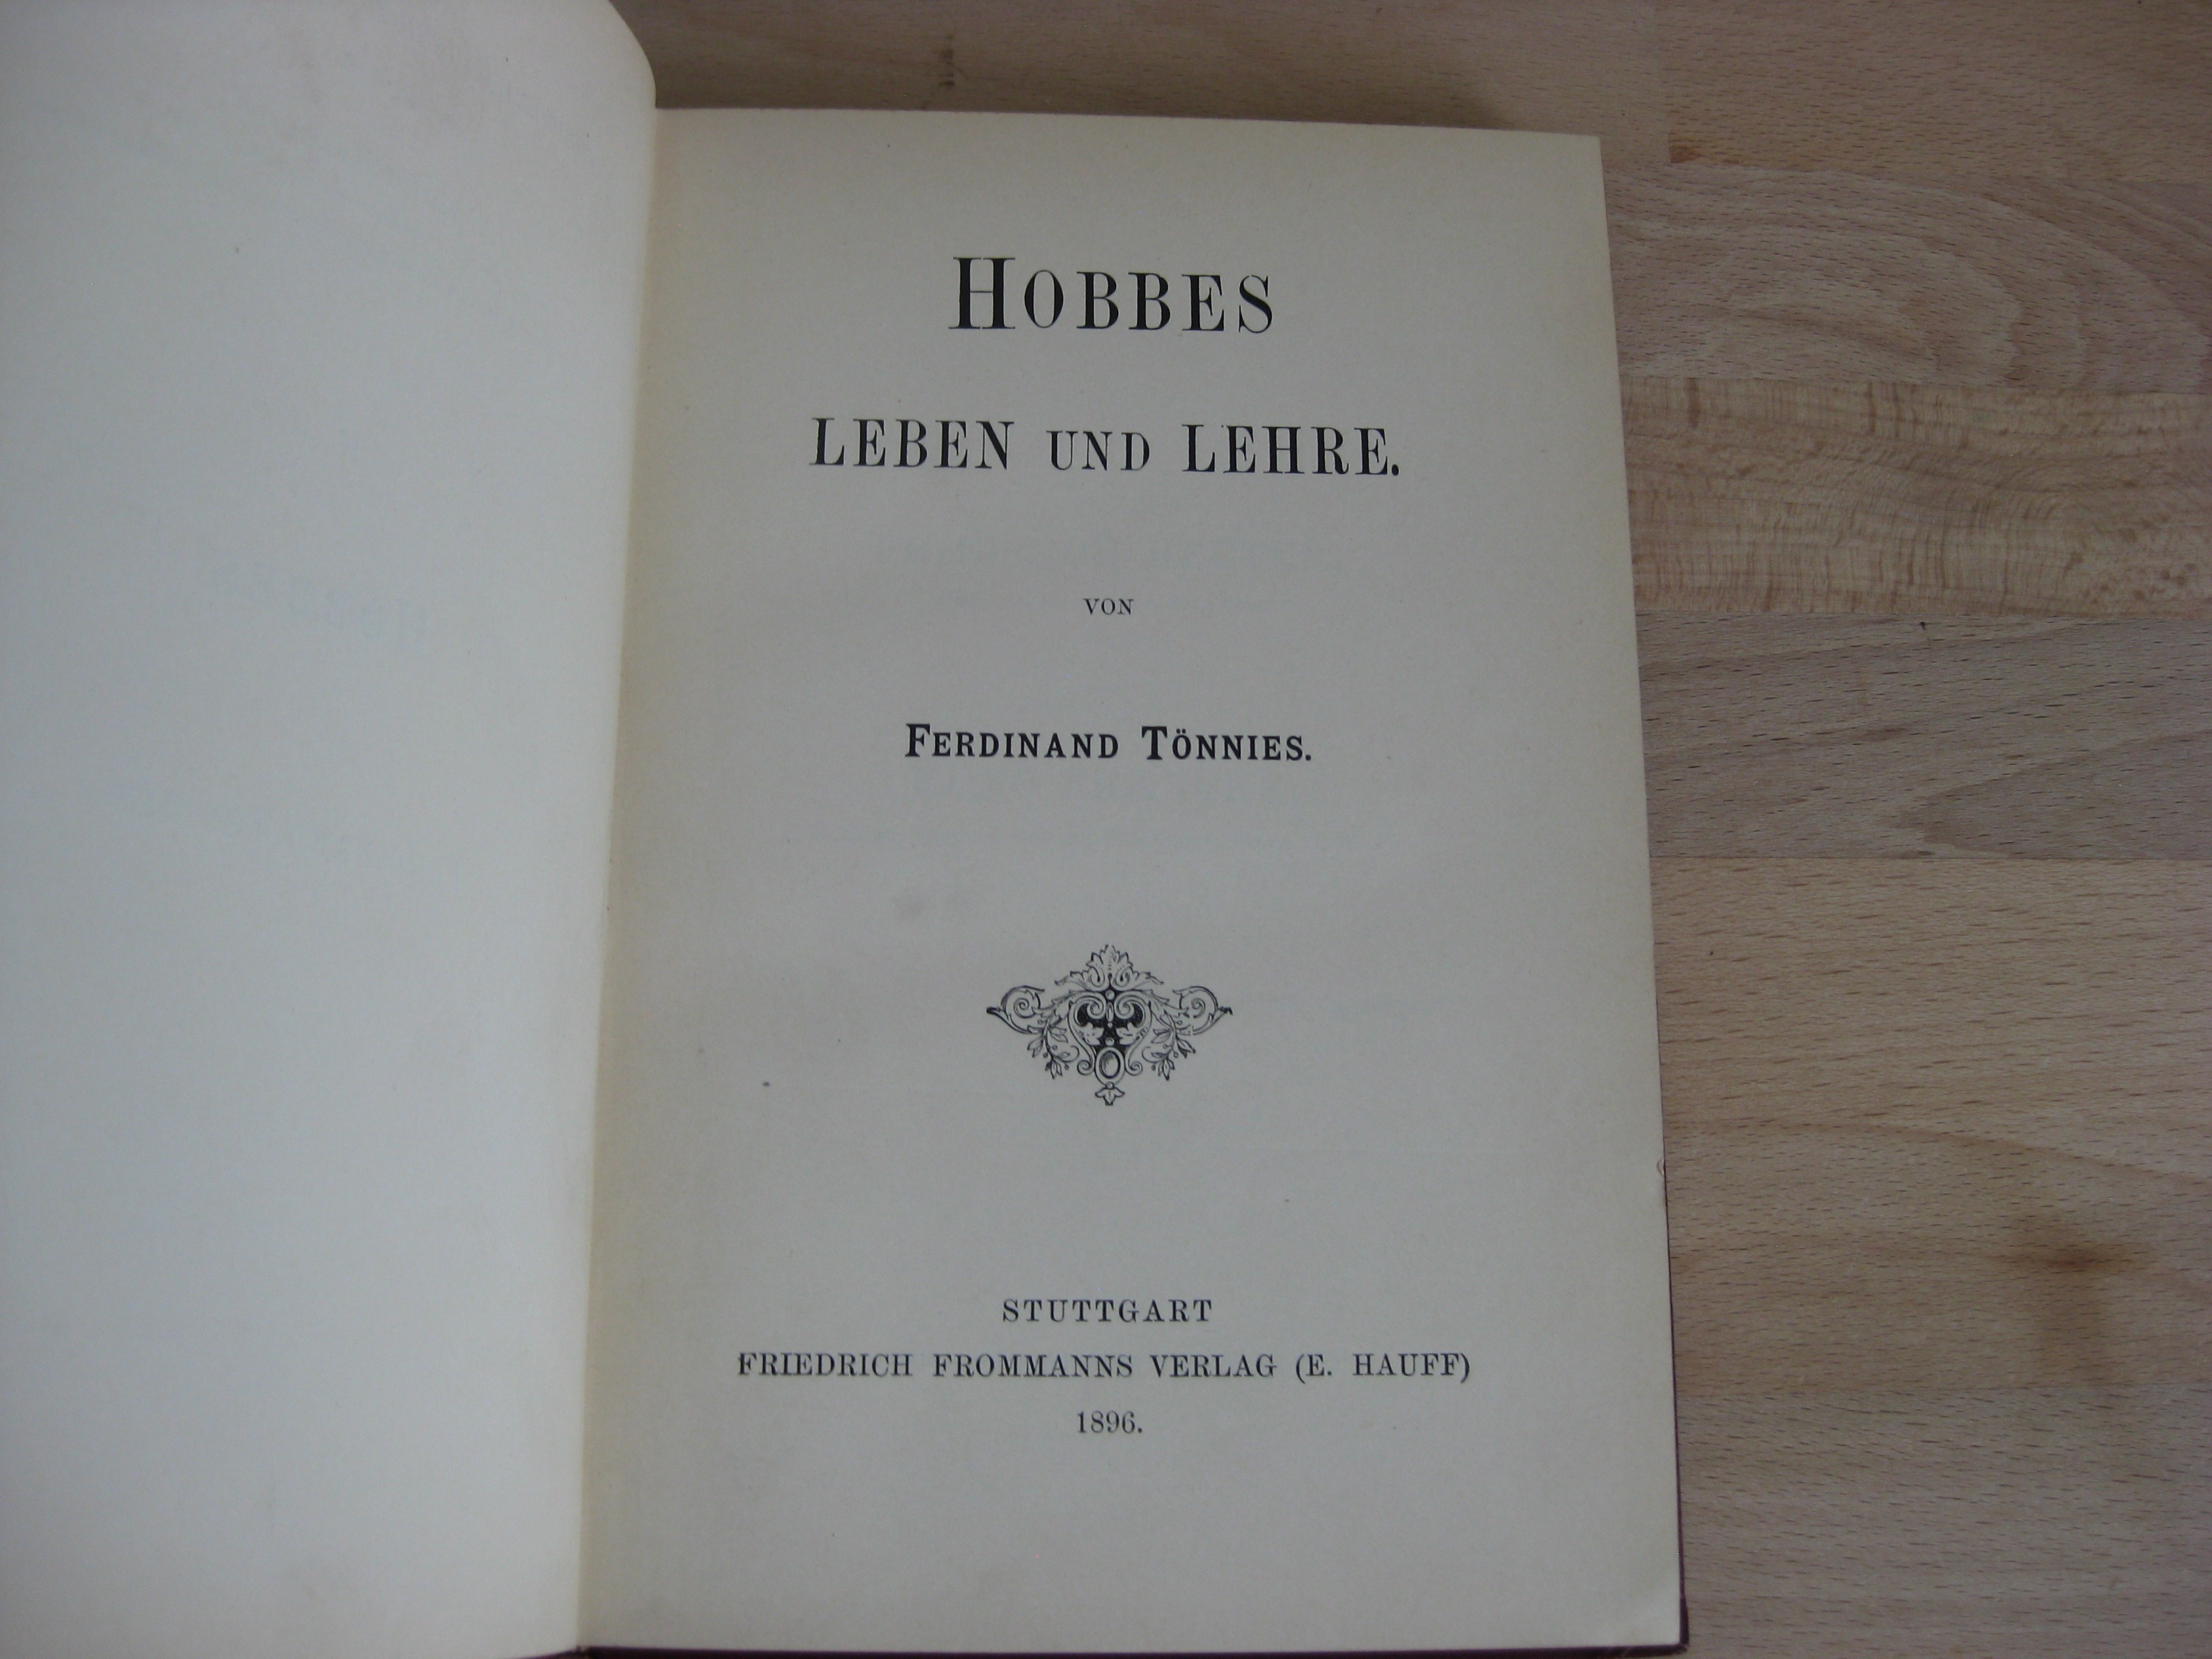 HOBBES
LEBEN UND LEHRE.
VON
FERDINAND TÖNNIES.
STUTTGART
FRIEDRICH FROMMANNS VERLAG (E. HAUFF)
1896.